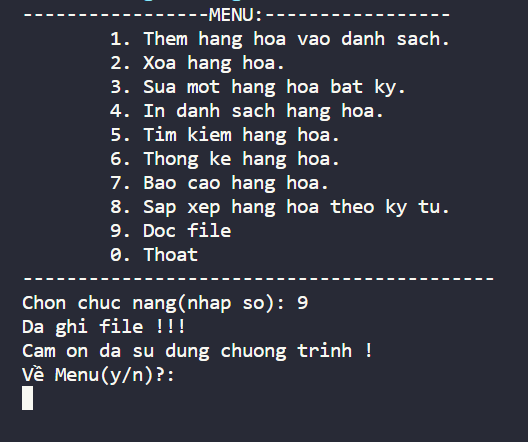 -----------------MENU:-----------------
1. Them hang hoa vao danh sach.
2. Xoa hang hoa.
3. Sua mot hang hoa bat ky.
4. In danh sach hang hoa.
5. Tim kiem hang hoa.
6. Thong ke hang hoa.
7. Bao cao hang hoa.
8. Sap xep hang hoa theo ky tu.
9. Doc file
0. Thoat
-------------------------------------------
Chon chuc nang(nhap so): 9
Da ghi file !!!
Cam on da su dung chuong trinh !
Về Menu(y/n)?: